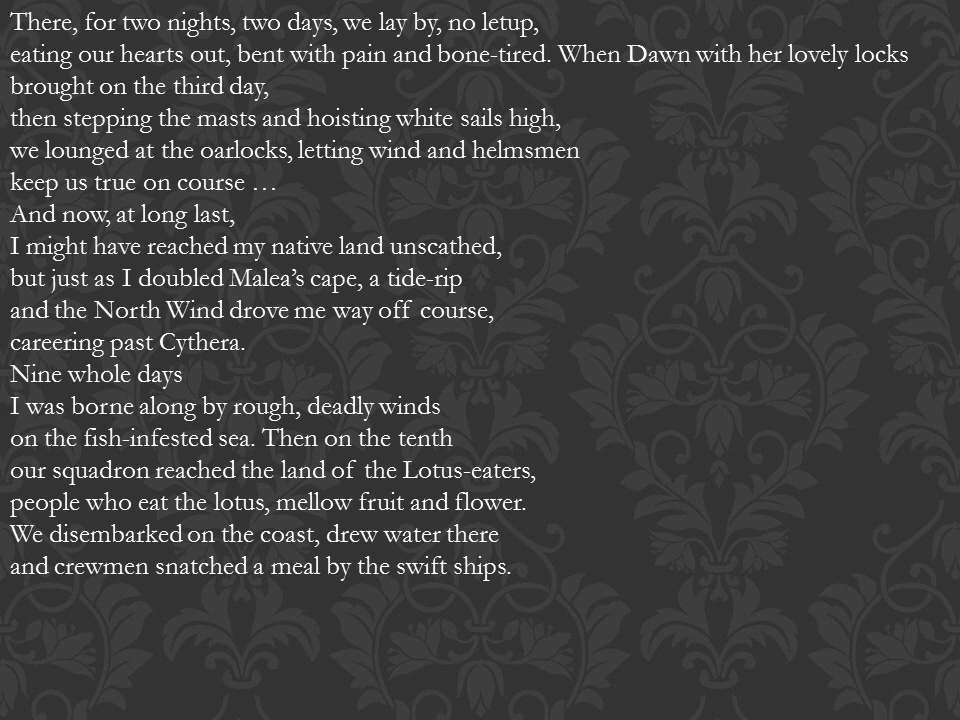 There, for two nights, two days, we lay by, no letup,
eating our hearts out, bent with pain and bone-tired. When Dawn with her lovely locks
brought on the third day,
then stepping the masts and hoisting white sails high,
we lounged at the oarlocks, letting wind and helmsmen
keep us true on course …
And now, at long last,
I might have reached my native land unscathed,
but just as I doubled Malea’s cape, a tide-rip
and the North Wind drove me way off course,
careering past Cythera.
Nine whole days
I was borne along by rough, deadly winds
on the fish-infested sea. Then on the tenth
our squadron reached the land of the Lotus-eaters,
people who eat the lotus, mellow fruit and flower.
We disembarked on the coast, drew water there
and crewmen snatched a meal by the swift ships.